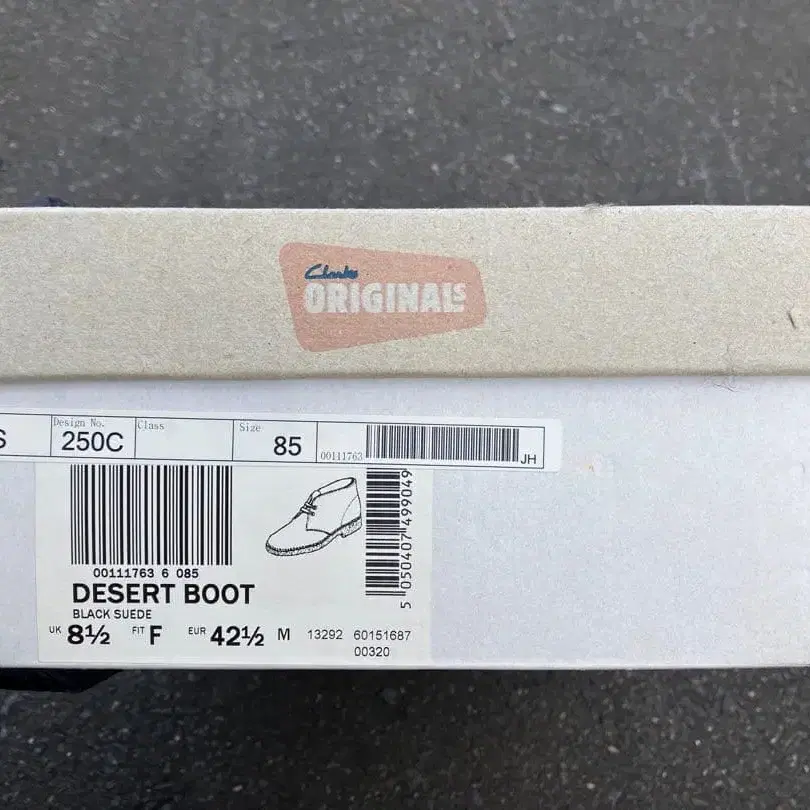 Clarks
ORIGINALS
S
Design No.
250C
Class
Size
85
00111763
JH
00111763 6 085
5 050407 499049
DESERT BOOT
BLACK SUEDE
UK 8½ FIT F EUR 42½ M 13292 60151687
00320